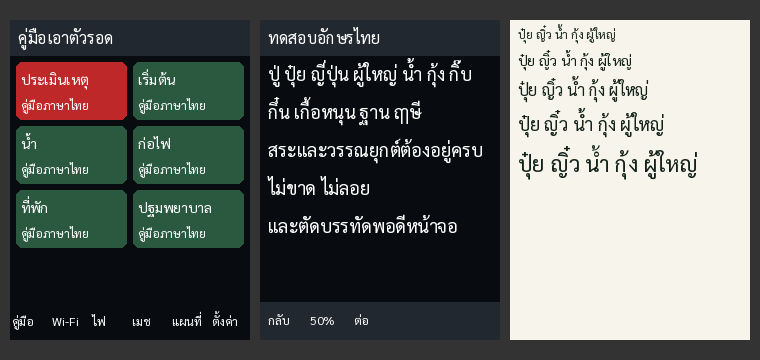 คู่มือเอาตัวรอด
ประเมินเหตุ
คู่มือภาษาไทย
เริ่มต้น
คู่มือภาษาไทย
น้ำ
คู่มือภาษาไทย
ก่อไฟ
คู่มือภาษาไทย
ที่พัก
คู่มือภาษาไทย
ปฐมพยาบาล
คู่มือภาษาไทย
คู่มือ Wi-Fi ไฟ เมช แผนที่ ตั้งค่า
ทดสอบอักษรไทย
ปู่ ปุ๋ย ญี่ปุ่น ผู้ใหญ่ น้ำ กุ้ง กิ๊บ
กึ๋น เกื้อหนุน ฐาน ฤๅษี
สระและวรรณยุกต์ต้องอยู่ครบ
ไม่ขาด ไม่ลอย
และตัดบรรทัดพอดีหน้าจอ
กลับ 50% ต่อ
ปุ๋ย ญิ๋ว น้ำ กุ้ง ผู้ใหญ่
ปุ๋ย ญิ๋ว น้ำ กุ้ง ผู้ใหญ่
ปุ๋ย ญิ๋ว น้ำ กุ้ง ผู้ใหญ่
ปุ๋ย ญิ๋ว น้ำ กุ้ง ผู้ใหญ่
ปุ๋ย ญิ๋ว น้ำ กุ้ง ผู้ใหญ่